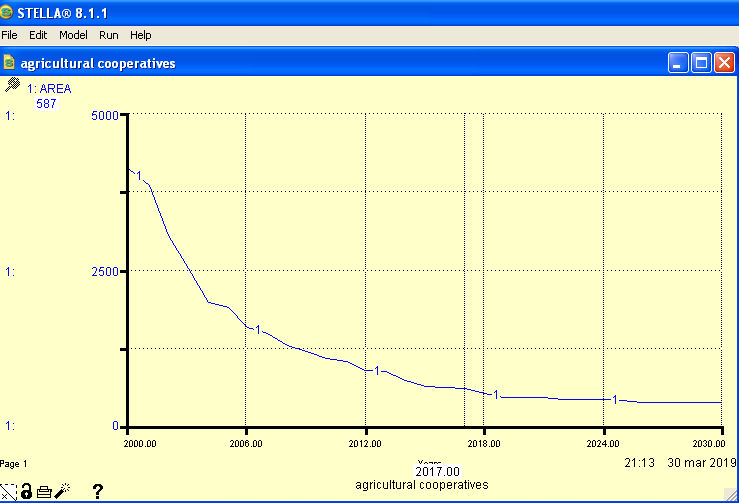 STELLA® 8.1.1
File Edit Model Run Help
agricultural cooperatives
1: AREA
587
1: 5000
1: 2500
1: 0
1 1 1 1 1
2000.00 2006.00 2012.00 2018.00 2024.00 2030.00
Page 1
Years
2017.00
21:13 30 mar 2019
agricultural cooperatives
?